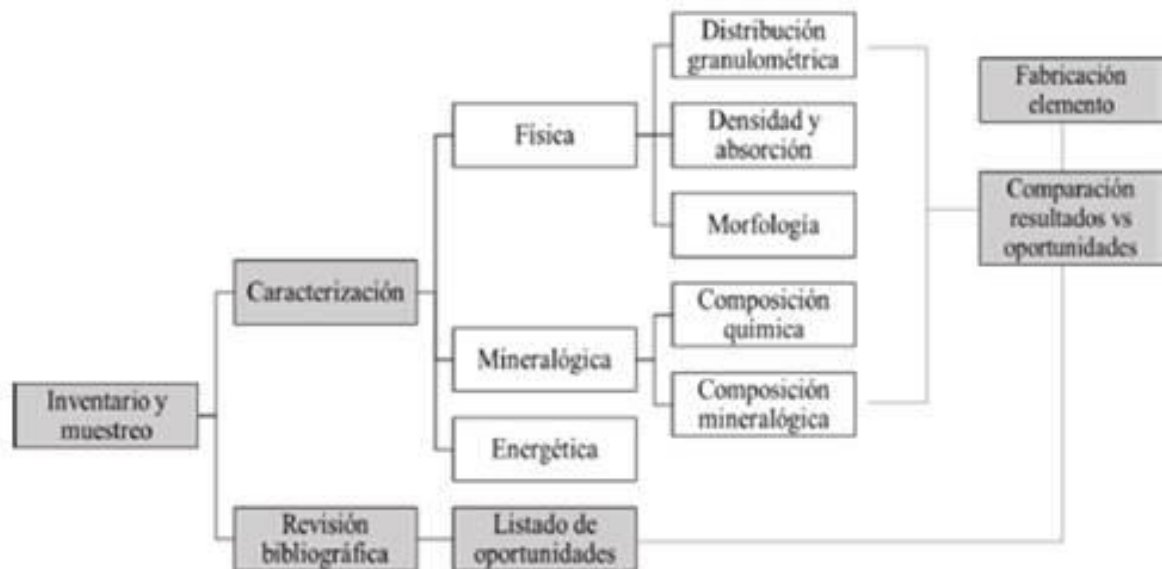 Distribución
granulométrica
Fabricación
elemento
Física
Densidad y
absorción
Comparación
resultados vs
oportunidades
Morfología
Caracterización
Composición
química
Mineralógica
Inventario y
muestreo
Composición
mineralógica
Energética
Revisión
bibliográfica
Listado de
oportunidades